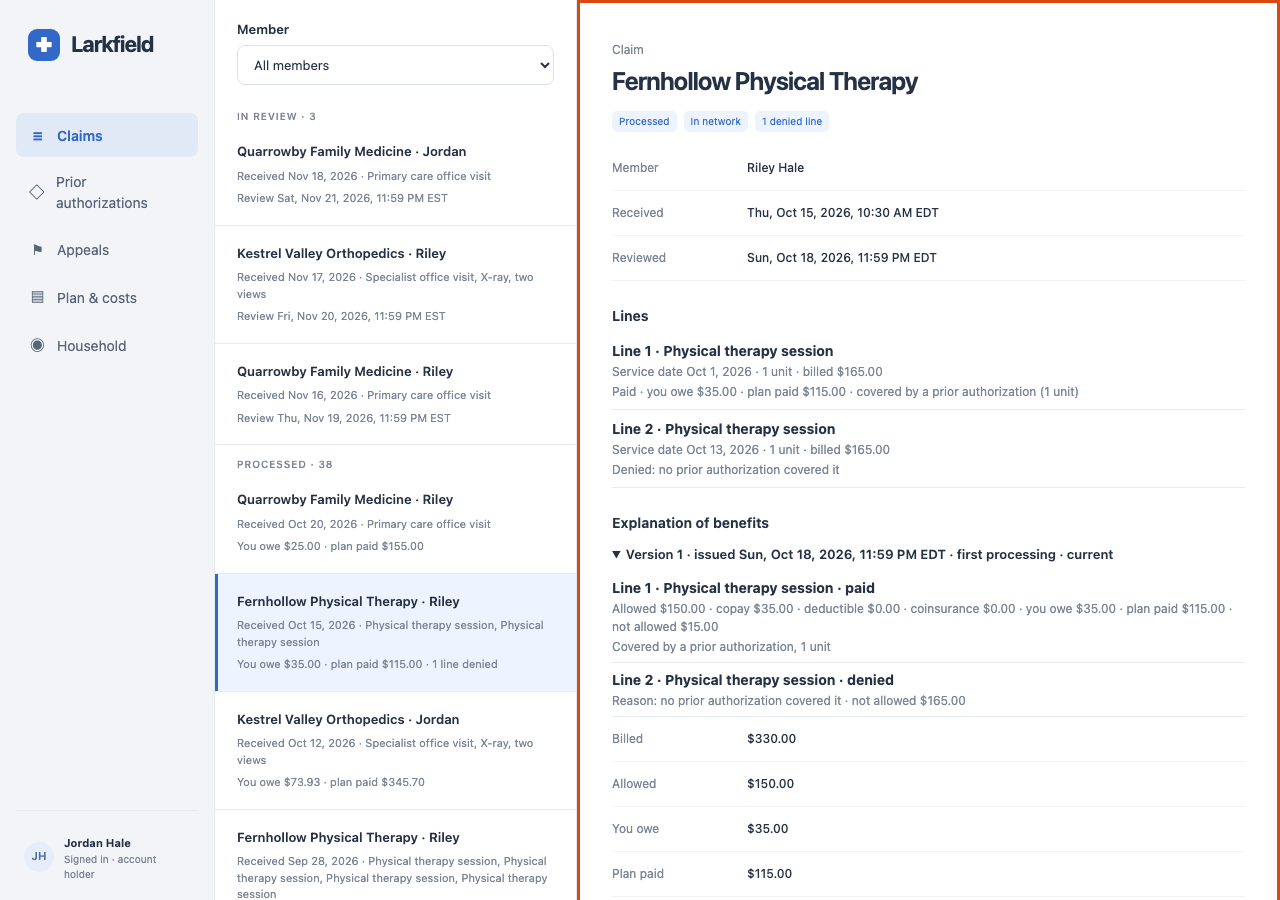 Larkfield
Claims
Prior
authorizations
Appeals
Plan & costs
Household
JH
Jordan Hale
Signed in · account
holder
Member
All members
IN REVIEW · 3
Quarrowby Family Medicine · Jordan
Received Nov 18, 2026 · Primary care office visit
Review Sat, Nov 21, 2026, 11:59 PM EST
Kestrel Valley Orthopedics · Riley
Received Nov 17, 2026 · Specialist office visit, X-ray, two
views
Review Fri, Nov 20, 2026, 11:59 PM EST
Quarrowby Family Medicine · Riley
Received Nov 16, 2026 · Primary care office visit
Review Thu, Nov 19, 2026, 11:59 PM EST
PROCESSED · 38
Quarrowby Family Medicine · Riley
Received Oct 20, 2026 · Primary care office visit
You owe $25.00 · plan paid $155.00
Fernhollow Physical Therapy · Riley
Received Oct 15, 2026 · Physical therapy session, Physical
therapy session
You owe $35.00 · plan paid $115.00 · 1 line denied
Kestrel Valley Orthopedics · Jordan
Received Oct 12, 2026 · Specialist office visit, X-ray, two
views
You owe $73.93 · plan paid $345.70
Fernhollow Physical Therapy · Riley
Received Sep 28, 2026 · Physical therapy session, Physical
therapy session, Physical therapy session, Physical therapy
session
Claim
Fernhollow Physical Therapy
Processed
In network
1 denied line
Member Riley Hale
Received Thu, Oct 15, 2026, 10:30 AM EDT
Reviewed Sun, Oct 18, 2026, 11:59 PM EDT
Lines
Line 1 · Physical therapy session
Service date Oct 1, 2026 · 1 unit · billed $165.00
Paid · you owe $35.00 · plan paid $115.00 · covered by a prior authorization (1 unit)
Line 2 · Physical therapy session
Service date Oct 13, 2026 · 1 unit · billed $165.00
Denied: no prior authorization covered it
Explanation of benefits
Version 1 · issued Sun, Oct 18, 2026, 11:59 PM EDT · first processing · current
Line 1 · Physical therapy session · paid
Allowed $150.00 · copay $35.00 · deductible $0.00 · coinsurance $0.00 · you owe $35.00 · plan paid $115.00 ·
not allowed $15.00
Covered by a prior authorization, 1 unit
Line 2 · Physical therapy session · denied
Reason: no prior authorization covered it · not allowed $165.00
Billed $330.00
Allowed $150.00
You owe $35.00
Plan paid $115.00